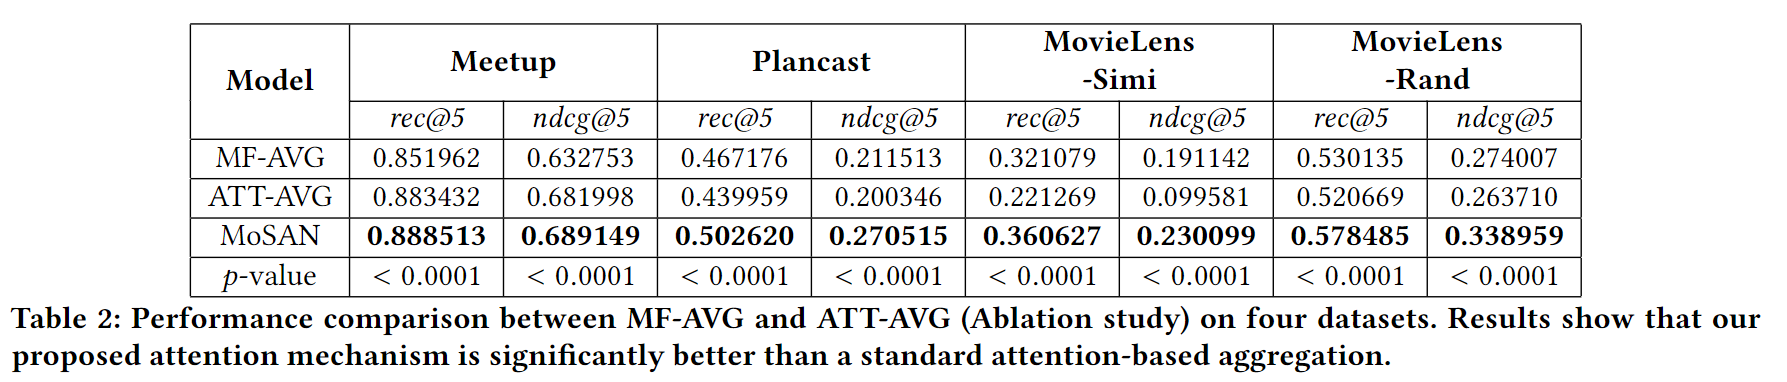 Model Meetup Plancast MovieLens -Simi MovieLens -Rand
rec@5 ndcg@5 rec@5 ndcg@5 rec@5 ndcg@5 rec@5 ndcg@5
MF-AVG 0.851962 0.632753 0.467176 0.211513 0.321079 0.191142 0.530135 0.274007
ATT-AVG 0.883432 0.681998 0.439959 0.200346 0.221269 0.099581 0.520669 0.263710
MoSAN 0.888513 0.689149 0.502620 0.270515 0.360627 0.230099 0.578485 0.338959
p-value < 0.0001 < 0.0001 < 0.0001 < 0.0001 < 0.0001 < 0.0001 < 0.0001 < 0.0001
Table 2: Performance comparison between MF-AVG and ATT-AVG (Ablation study) on four datasets. Results show that our
proposed attention mechanism is significantly better than a standard attention-based aggregation.